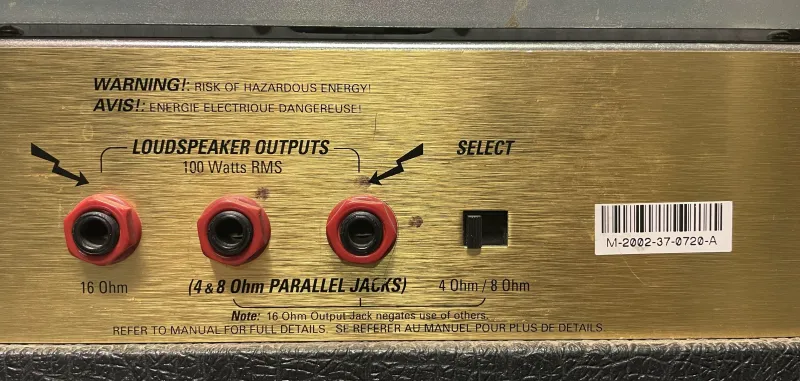 WARNING!: RISK OF HAZARDOUS ENERGY!
AVIS!: ENERGIE ELECTRIQUE DANGEREUSE!
LOUDSPEAKER OUTPUTS
100 Watts RMS
SELECT
M-2002-37-0720-A
16 Ohm
(4 & 8 Ohm PARALLEL JACKS)
4 Ohm / 8 Ohm
Note: 16 Ohm Output Jack negates use of others.
REFER TO MANUAL FOR FULL DETAILS. SE REFERER AU MANUEL POUR PLUS DE DETAILS.